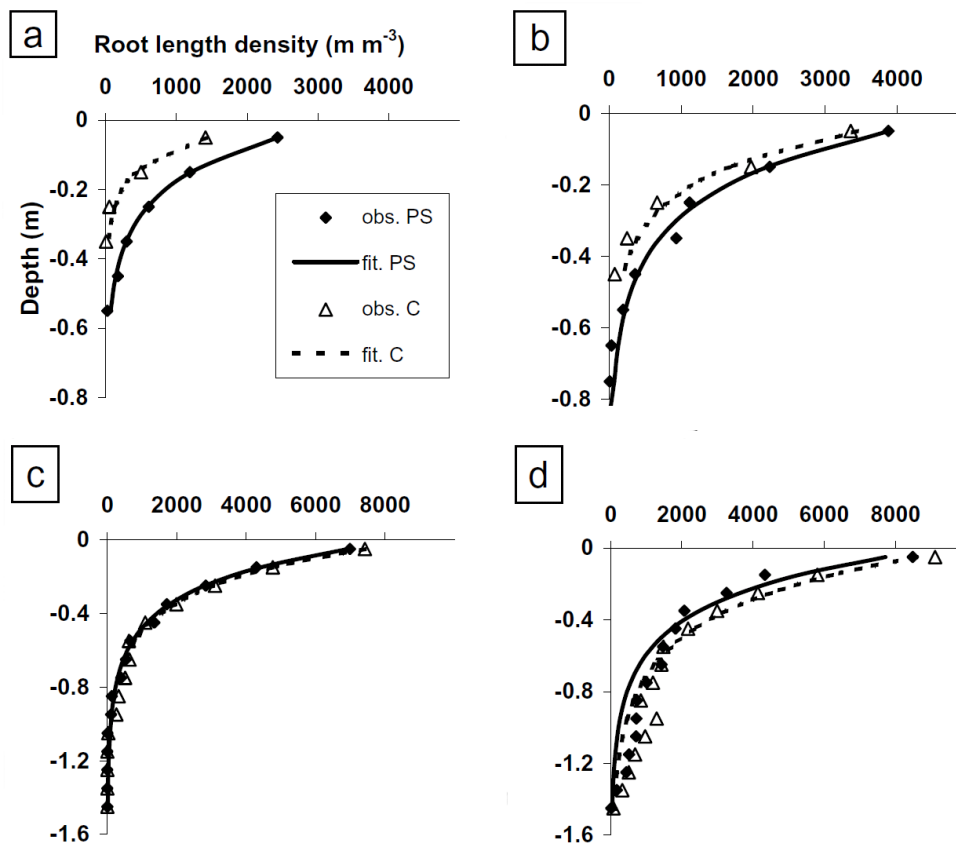 a
Root length density (m m⁻³)
0 1000 2000 3000 4000
0
-0.2
-0.4
-0.6
-0.8
Depth (m)
obs. PS
fit. PS
obs. C
fit. C
b
0 1000 2000 3000 4000
0
-0.2
-0.4
-0.6
-0.8
c
0 2000 4000 6000 8000
0
-0.4
-0.8
-1.2
-1.6
d
0 2000 4000 6000 8000
0
-0.4
-0.8
-1.2
-1.6